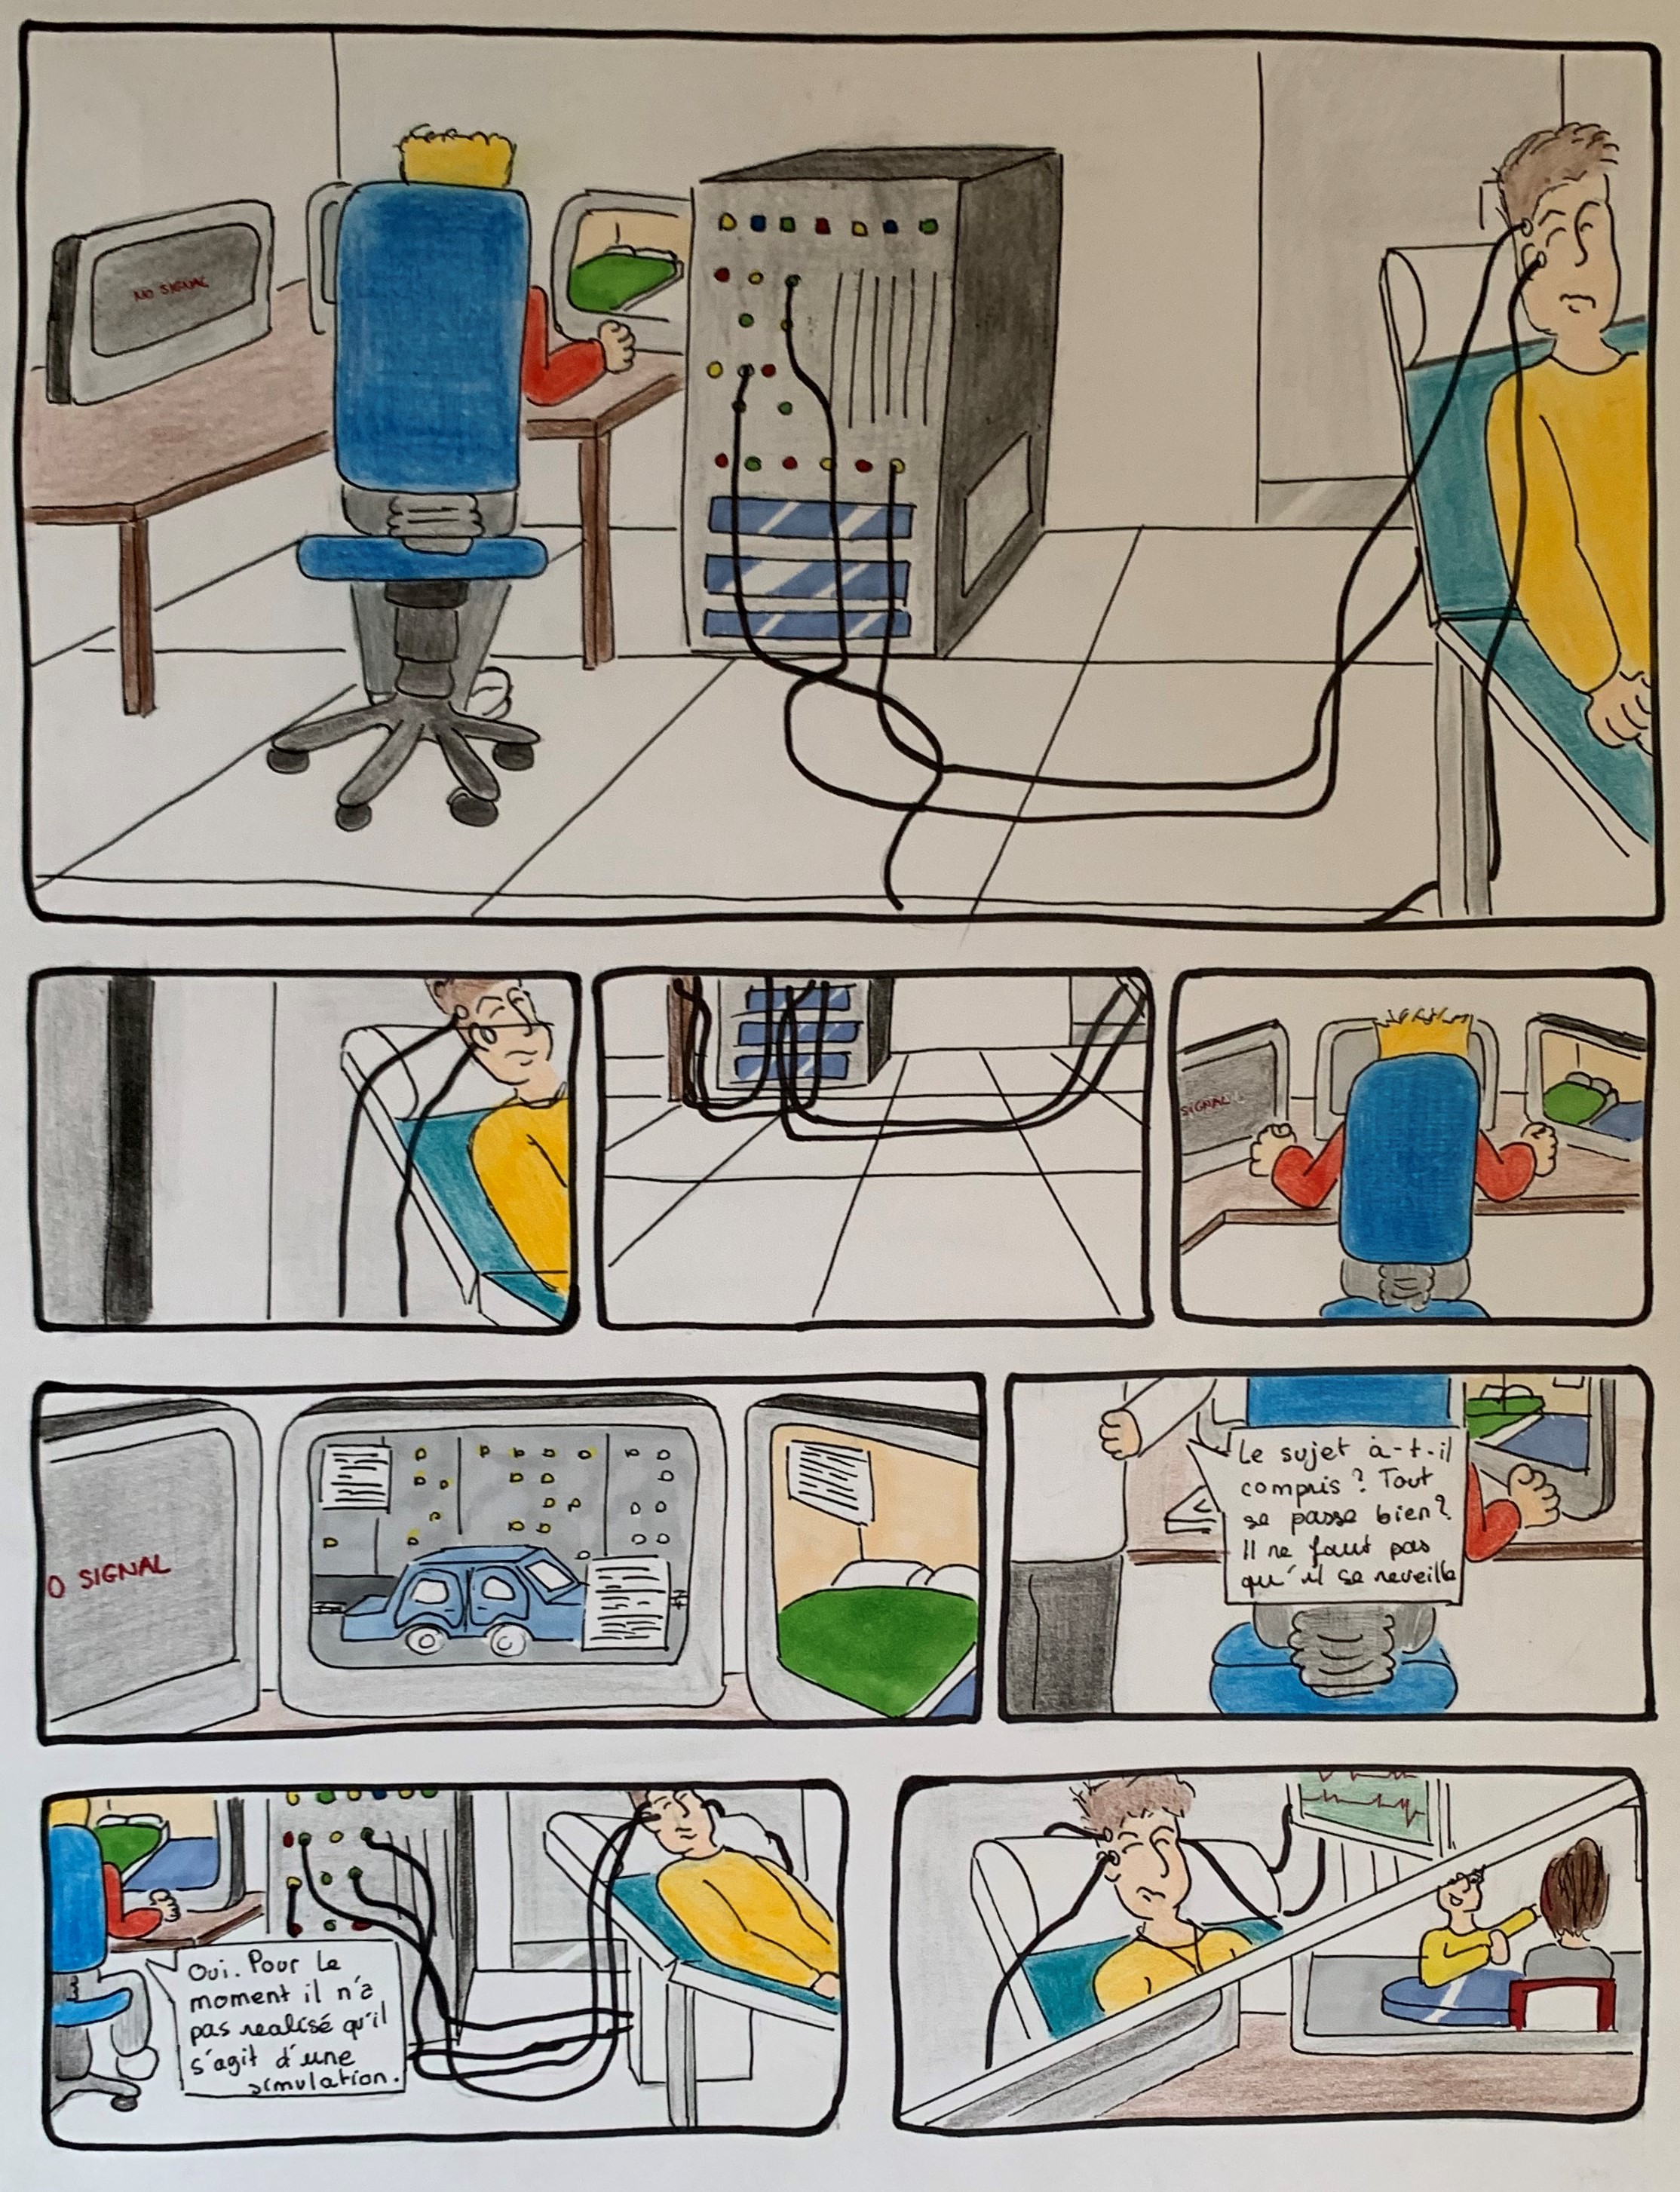 NO SIGNAL
SIGNAL
O SIGNAL
Le sujet à-t-il
compris ? Tout
se passe bien ?
Il ne faut pas
qu'il se reveille
Oui. Pour le
moment il n'a
pas realisé qu'il
s'agit d'une
simulation.